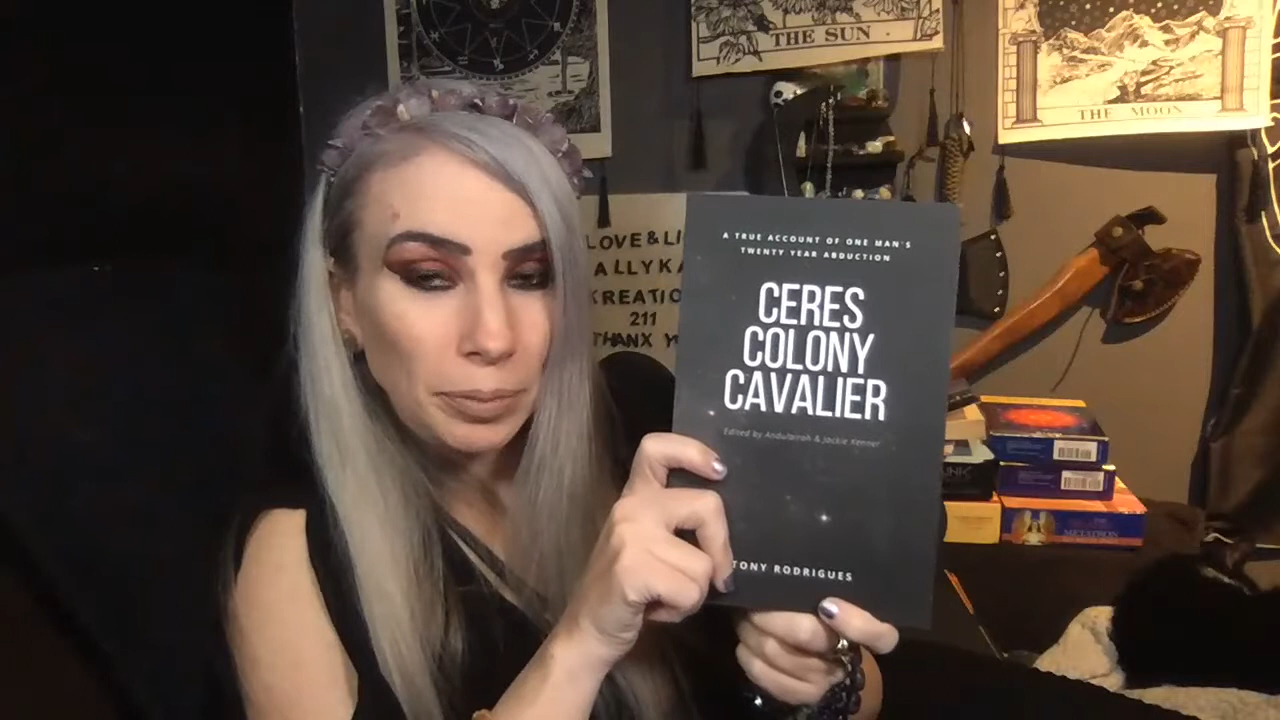 THE SUN
THE MOON
LOVE & LI
ALLYKA
KREATIO
211
THANX Y
A TRUE ACCOUNT OF ONE MAN'S
TWENTY YEAR ABDUCTION
CERES
COLONY
CAVALIER
Edited by & Jackie Kenner
TONY RODRIGUES
METATRON